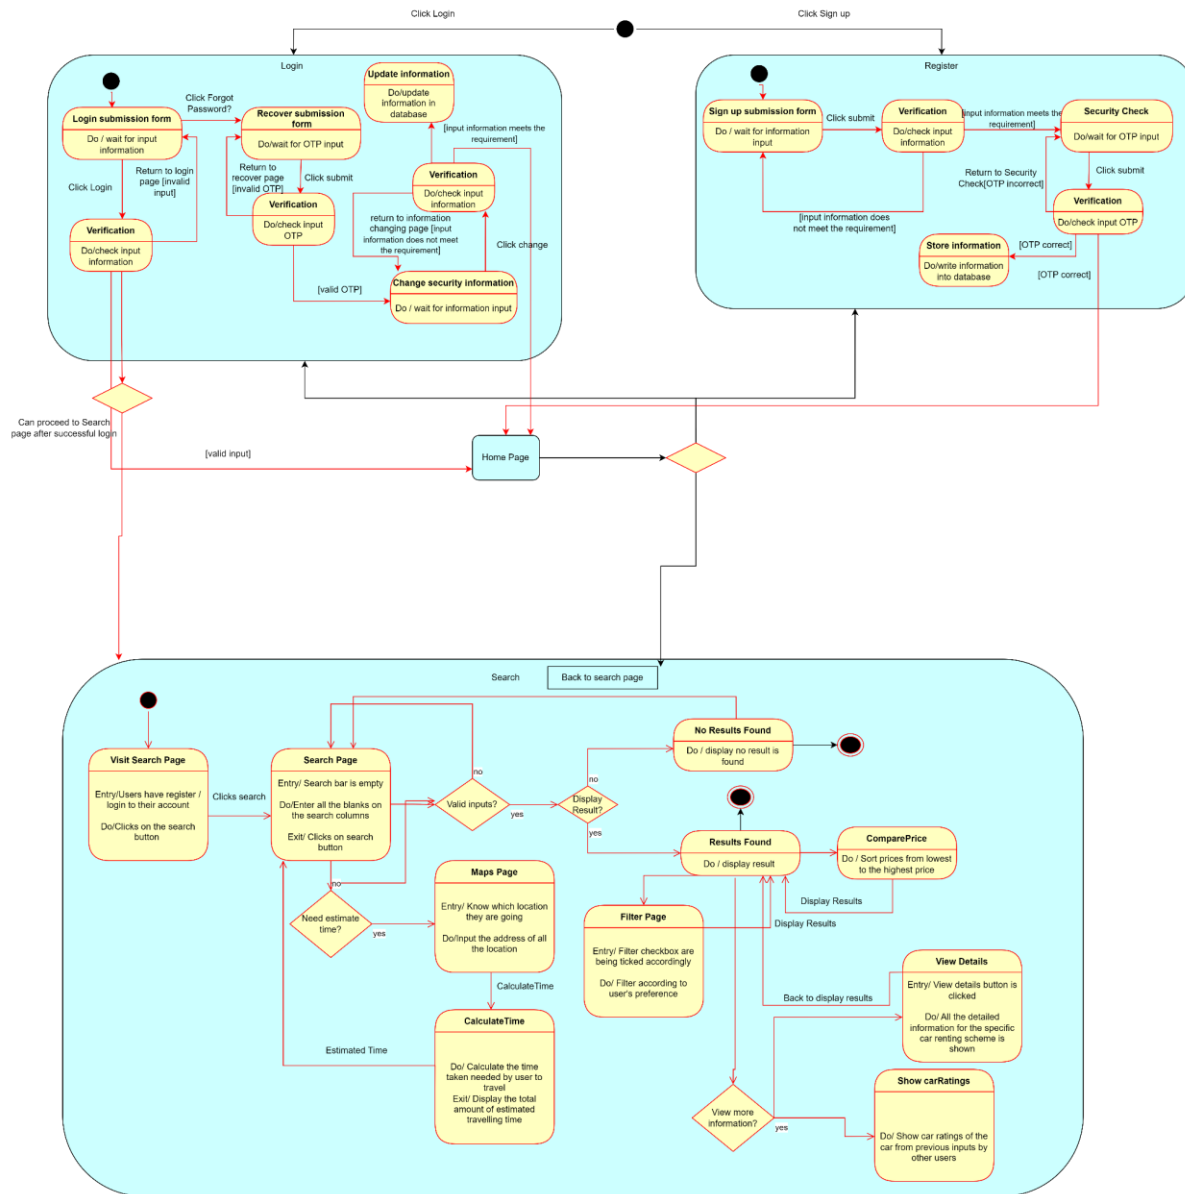 Click Login
Click Sign up
Login
Login submission form
Do / wait for input
information
Click Forgot
Password?
Recover submission
form
Do/wait for OTP input
Update information
Do/update
information in
database
[input information meets the
requirement]
Return to login
page [invalid
input]
Click Login
Verification
Do/check input
information
Return to
recover page
[invalid OTP]
Click submit
Verification
Do/check input
OTP
Verification
Do/check input
information
return to information
changing page [input
information does not meet
the requirement]
Click change
[valid OTP]
Change security information
Do / wait for information input
Register
Sign up submission form
Do / wait for information
input
Click submit
Verification
Do/check input
information
[input information meets the
requirement]
Security Check
Do/wait for OTP input
Return to Security
Check[OTP incorrect]
Click submit
Verification
Do/check input OTP
[input information does
not meet the requirement]
Store information
Do/write information
into database
[OTP correct]
[OTP correct]
Can proceed to Search
page after successful login
[valid input]
Home Page
Search
Back to search page
Visit Search Page
Entry/Users have register /
login to their account
Do/Clicks on the search
button
Clicks search
Search Page
Entry/ Search bar is empty
Do/Enter all the blanks on
the search columns
Exit/ Clicks on search
button
no
Valid inputs?
yes
no
Display
Result?
yes
No Results Found
Do / display no result is
found
Results Found
Do / display result
ComparePrice
Do / Sort prices from lowest
to the highest price
Display Results
Display Results
no
Need estimate
time?
yes
Maps Page
Entry/ Know which location
they are going
Do/Input the address of all
the location
CalculateTime
Estimated Time
CalculateTime
Do/ Calculate the time
taken needed by user to
travel
Exit/ Display the total
amount of estimated
travelling time
Filter Page
Entry/ Filter checkbox are
being ticked accordingly
Do/ Filter according to
user's preference
Back to display results
View Details
Entry/ View details button is
clicked
Do/ All the detailed
information for the specific
car renting scheme is
shown
View more
information?
yes
Show carRatings
Do/ Show car ratings of the
car from previous inputs by
other users